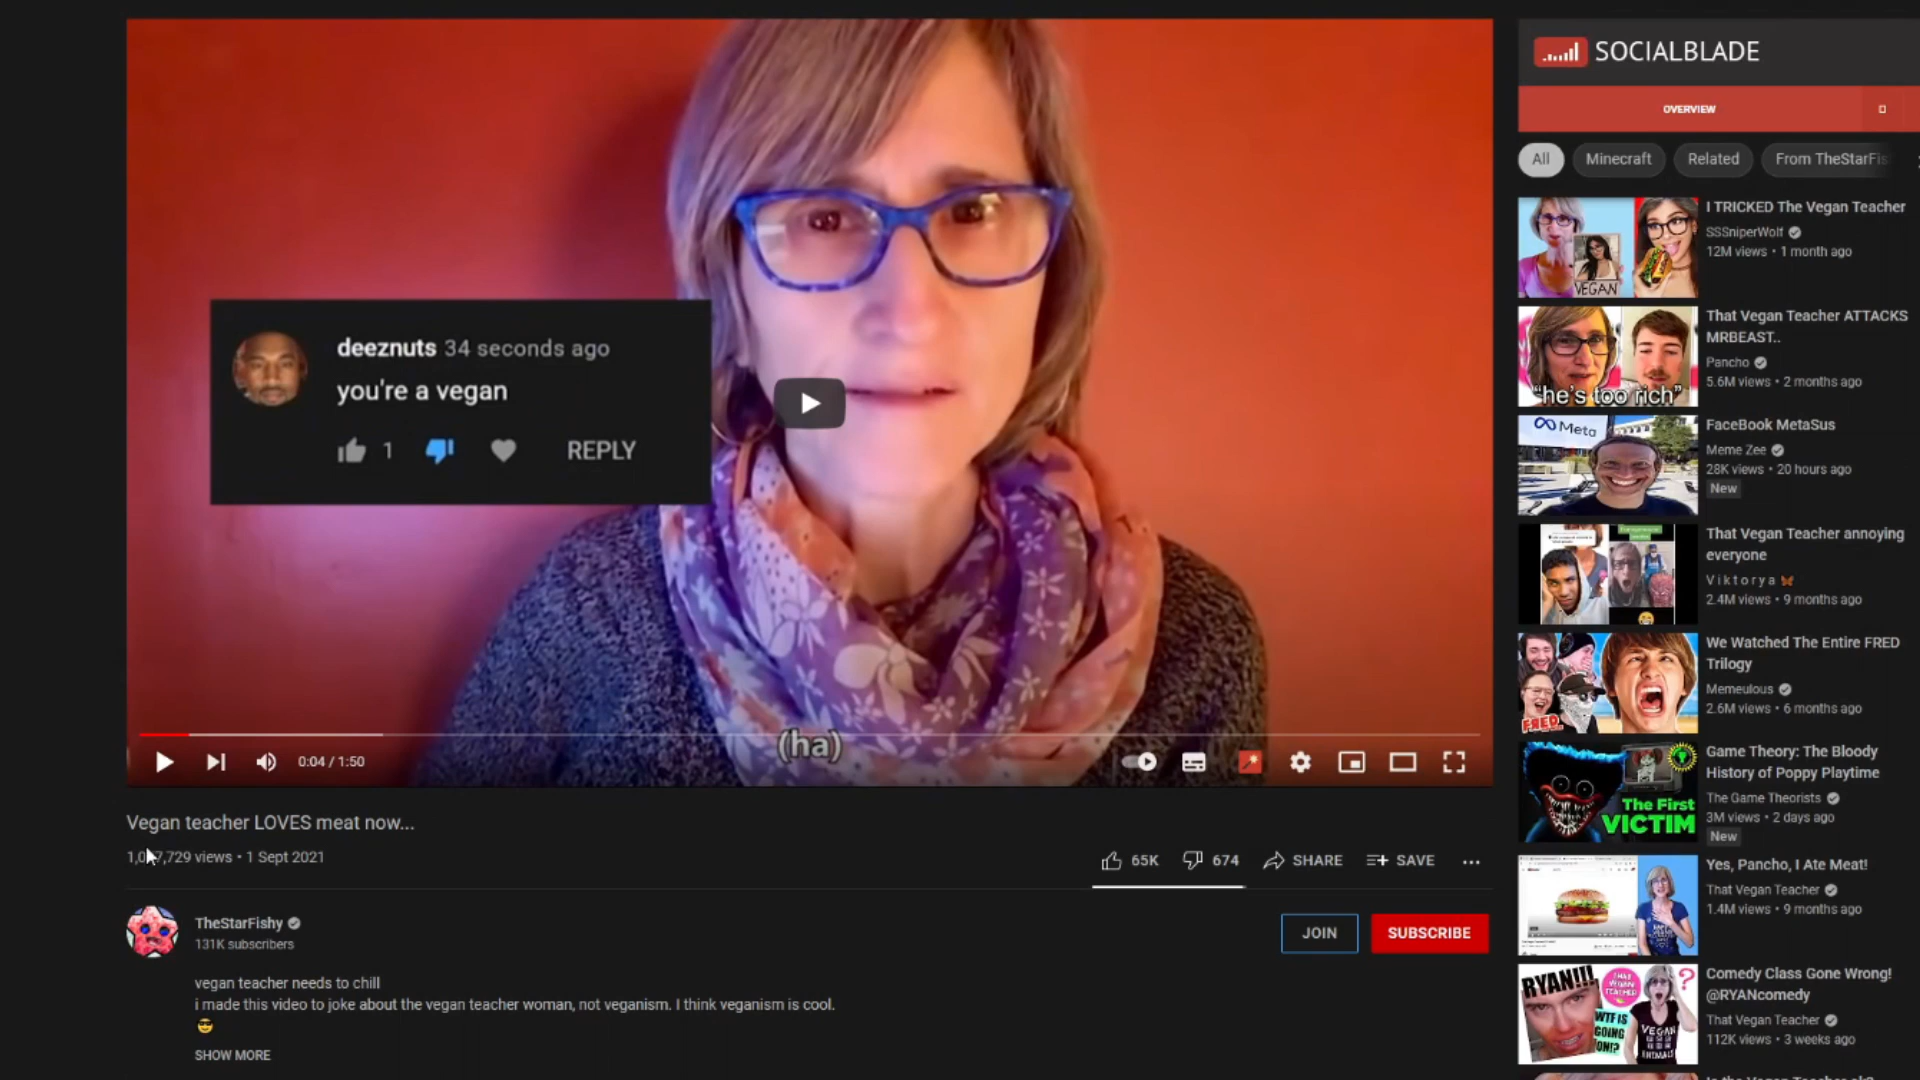 deeznuts 34 seconds ago
you're a vegan
1
REPLY
(ha)
0:04 / 1:50
Vegan teacher LOVES meat now...
views • 1 Sept 2021
65K
674
SHARE
SAVE
TheStarFishy
131K subscribers
JOIN
SUBSCRIBE
vegan teacher needs to chill
i made this video to joke about the vegan teacher woman, not veganism. I think veganism is cool.
😎
SHOW MORE
SOCIALBLADE
OVERVIEW
All
Minecraft
Related
From TheStarFis
VEGAN
I TRICKED The Vegan Teacher
SSSniperWolf
12M views • 1 month ago
"he's too rich"
That Vegan Teacher ATTACKS
MRBEAST..
Pancho
5.6M views • 2 months ago
Meta
FaceBook MetaSus
Meme Zee
28K views • 20 hours ago
New
That Vegan Teacher annoying
everyone
V i k t o r y a
2.4M views • 9 months ago
FRED
We Watched The Entire FRED
Trilogy
Memeulous
2.6M views • 6 months ago
The First
VICTIM
Game Theory: The Bloody
History of Poppy Playtime
The Game Theorists
3M views • 2 days ago
New
Yes, Pancho, I Ate Meat!
That Vegan Teacher
1.4M views • 9 months ago
RYAN!!!
THAT
VEGAN
TEACHER
?
WTF IS
GOING
ON!?
VEGAN
ANIMALS
Comedy Class Gone Wrong!
@RYANcomedy
That Vegan Teacher
112K views • 3 weeks ago